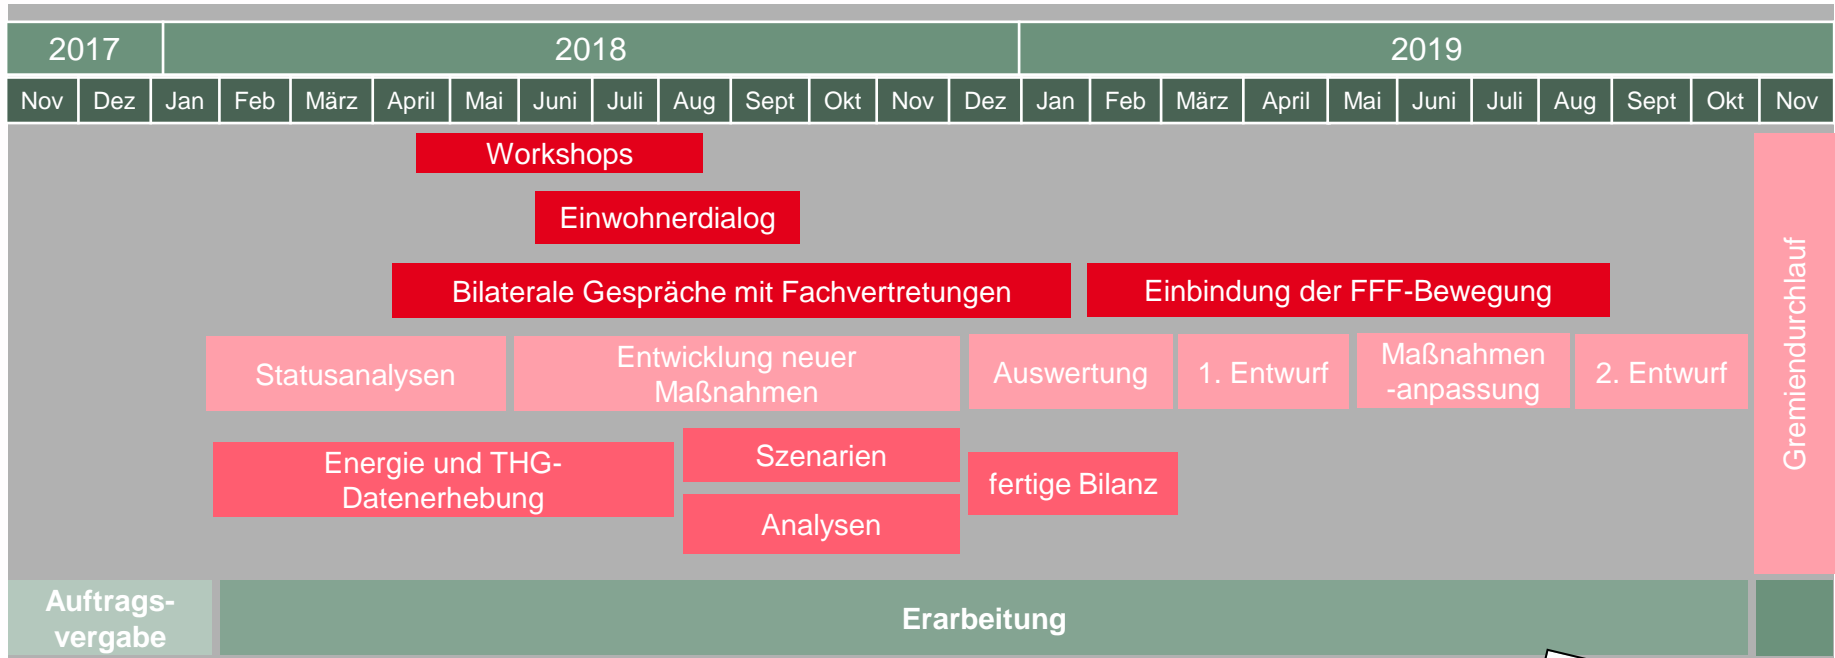 2017 2018 2019
Nov Dez Jan Feb März April Mai Juni Juli Aug Sept Okt Nov Dez Jan Feb März April Mai Juni Juli Aug Sept Okt Nov
Workshops
Einwohnerdialog
Bilaterale Gespräche mit Fachvertretungen
Einbindung der FFF-Bewegung
Statusanalysen
Entwicklung neuer
Maßnahmen
Auswertung
1. Entwurf
Maßnahmen
-anpassung
2. Entwurf
Gremiendurchlauf
Energie und THG-
Datenerhebung
Szenarien
Analysen
fertige Bilanz
Auftrags-
vergabe
Erarbeitung